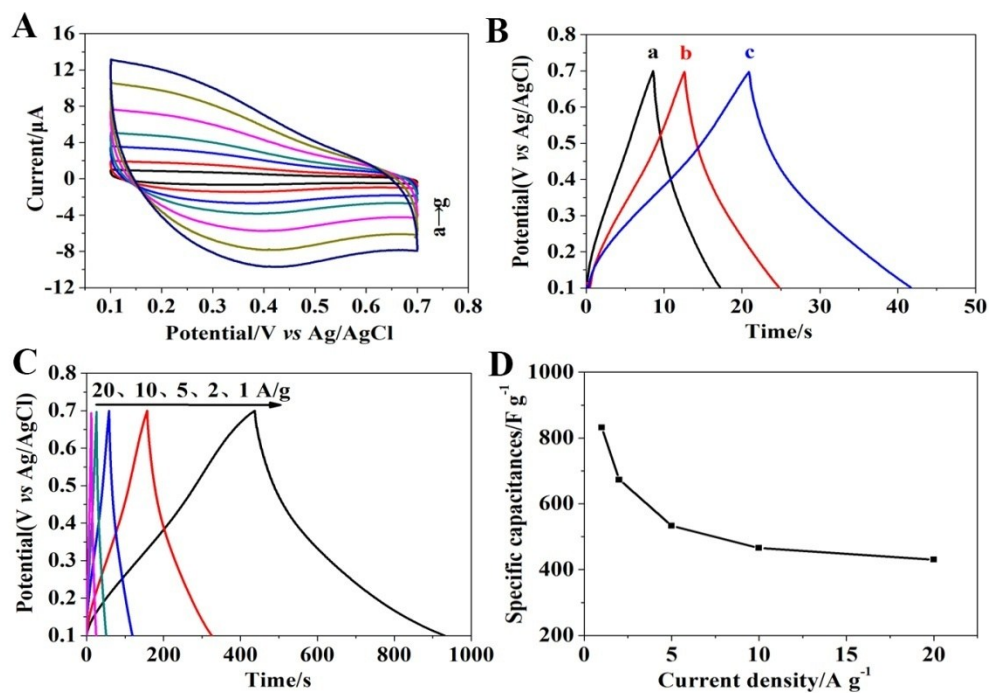 A
16
12
8
4
0
-4
-8
-12
Current/μA
0.1 0.2 0.3 0.4 0.5 0.6 0.7
Potential/V vs Ag/AgCl
a→g
B
0.8
0.7
0.6
0.5
0.4
0.3
0.2
0.1
Potential(V vs Ag/AgCl)
a b c
0 10 20 30 40 50
Time/s
C
0.8
0.7
0.6
0.5
0.4
0.3
0.2
0.1
Potential(V vs Ag/AgCl)
20、10、5、2、1 A/g
0 200 400 600 800 1000
Time/s
D
1000
800
600
400
200
Specific capacitances/F g-1
0 5 10 15 20
Current density/A g-1